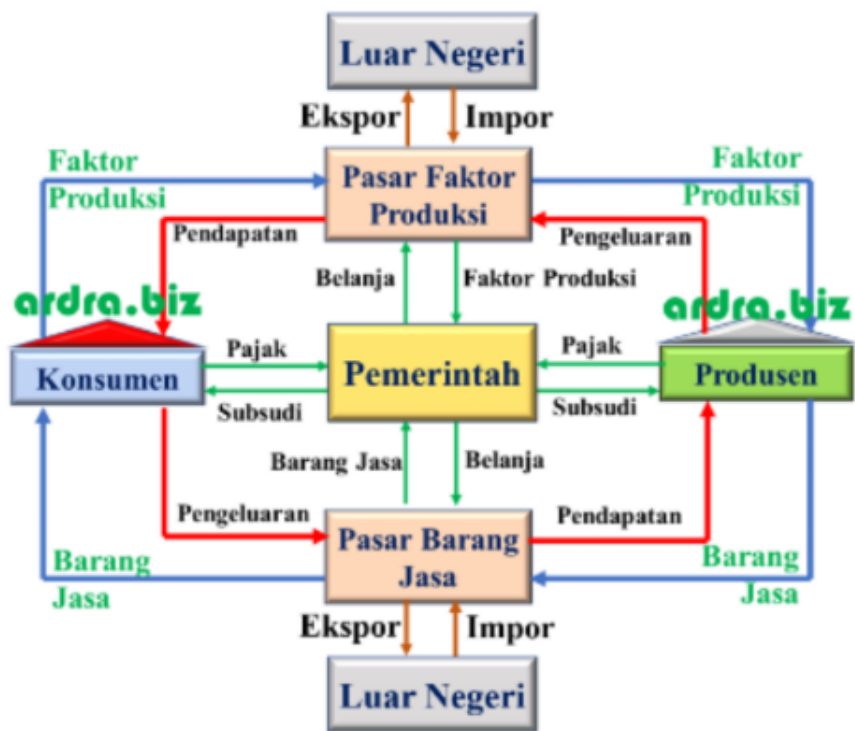 Luar Negeri
Ekspor
Impor
Faktor
Produksi
Pasar Faktor
Produksi
Faktor
Produksi
Pendapatan
Pengeluaran
Belanja
Faktor Produksi
ardra.biz
ardra.biz
Konsumen
Pajak
Subsudi
Pemerintah
Pajak
Subsudi
Produsen
Barang Jasa
Belanja
Pengeluaran
Pasar Barang
Jasa
Pendapatan
Barang
Jasa
Barang
Jasa
Ekspor
Impor
Luar Negeri